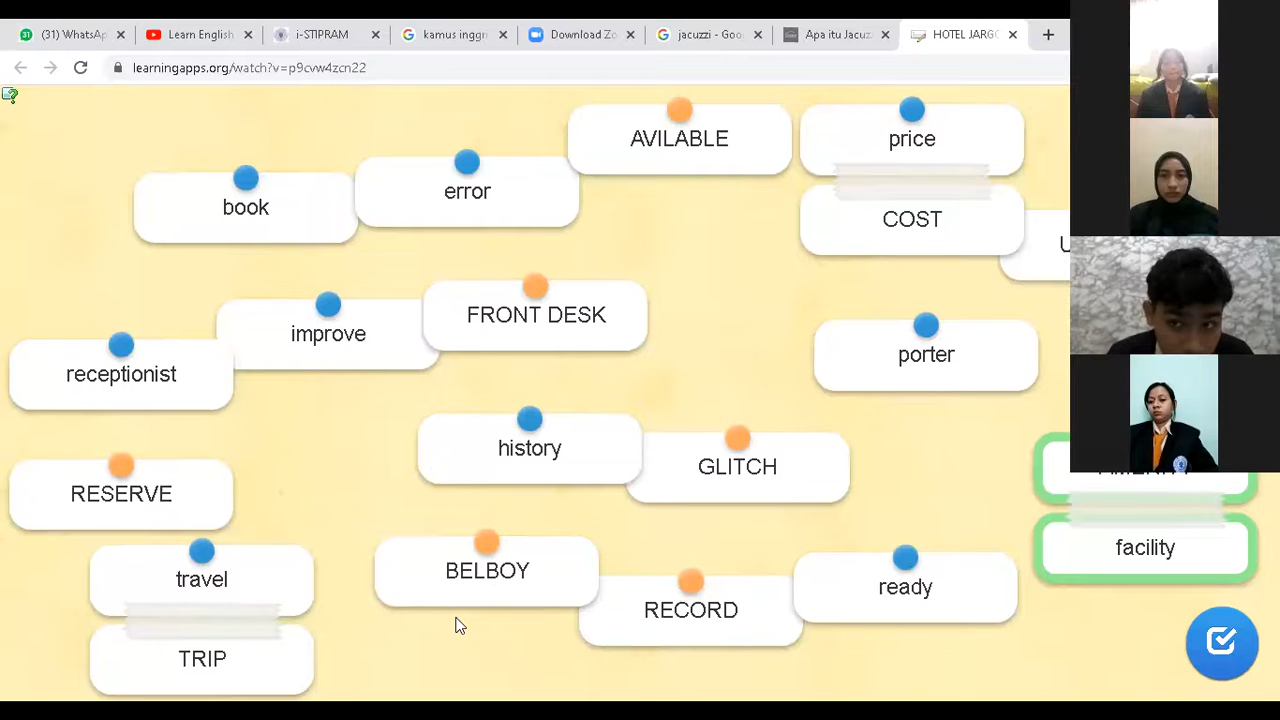 (31) WhatsAp
Learn English
i-STIPRAM
kamus inggr
Download Zo
jacuzzi - Goo
Apa itu Jacuz
HOTEL JARGO
learningapps.org/watch?v=p9cvw4zcn22
AVILABLE
price
error
book
COST
FRONT DESK
improve
porter
receptionist
history
GLITCH
RESERVE
facility
BELBOY
travel
ready
RECORD
TRIP